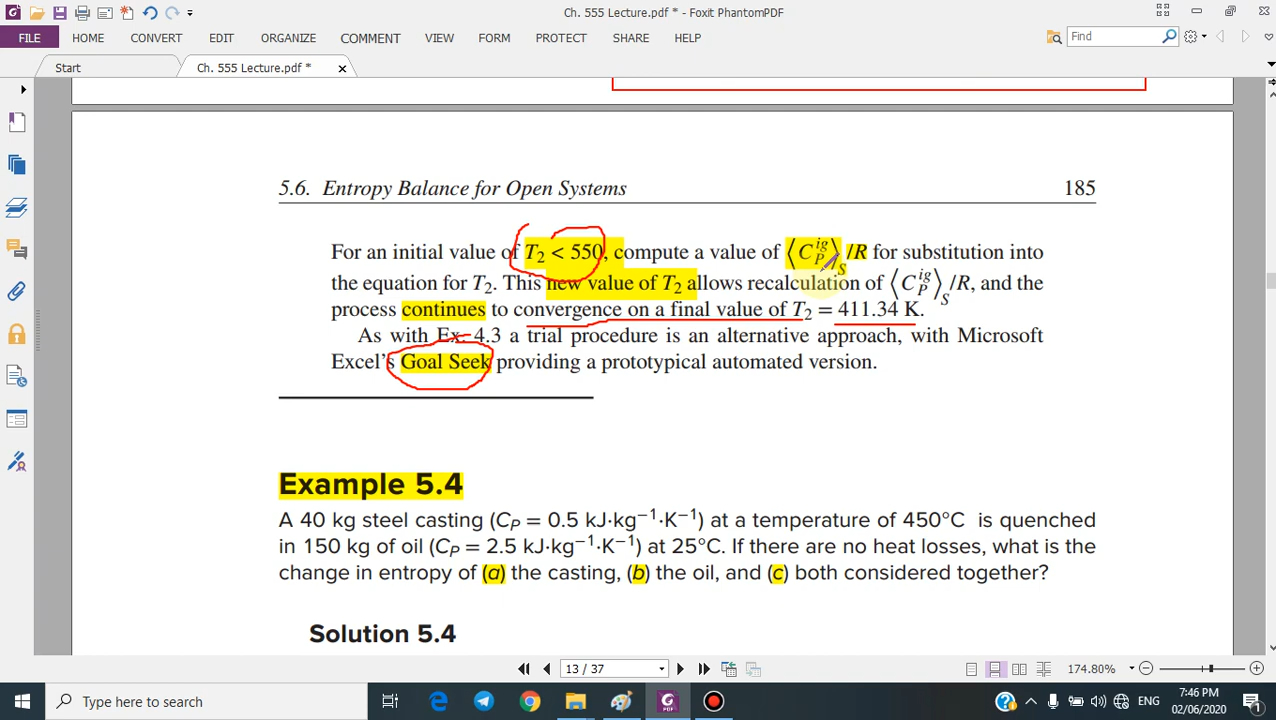 Ch. 555 Lecture.pdf * - Foxit PhantomPDF
FILE HOME CONVERT EDIT ORGANIZE COMMENT VIEW FORM PROTECT SHARE HELP
Find
Start Ch. 555 Lecture.pdf *
5.6. Entropy Balance for Open Systems 185
For an initial value of T₂ < 550, compute a value of ⟨C_P^ig⟩_S/R for substitution into
the equation for T₂. This new value of T₂ allows recalculation of ⟨C_P^ig⟩_S/R, and the
process continues to convergence on a final value of T₂ = 411.34 K.
As with Ex. 4.3 a trial procedure is an alternative approach, with Microsoft
Excel's Goal Seek providing a prototypical automated version.
Example 5.4
A 40 kg steel casting (C_P = 0.5 kJ·kg⁻¹·K⁻¹) at a temperature of 450°C is quenched
in 150 kg of oil (C_P = 2.5 kJ·kg⁻¹·K⁻¹) at 25°C. If there are no heat losses, what is the
change in entropy of (a) the casting, (b) the oil, and (c) both considered together?
Solution 5.4
13 / 37
174.80%
Type here to search
ENG
7:46 PM
02/06/2020
1